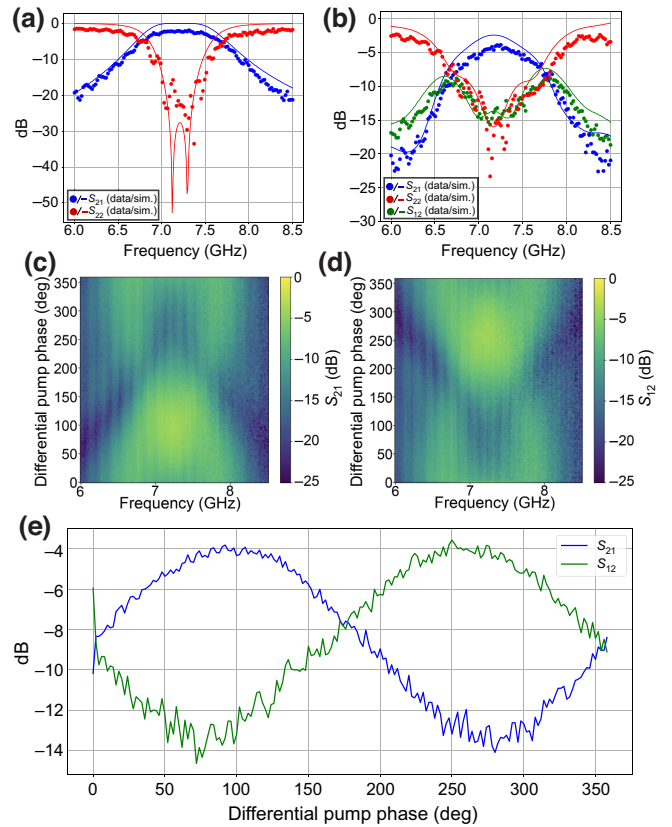 (a)
0
−10
−20
−30
−40
−50
dB
S21 (data/sim.)
S22 (data/sim.)
6.0 6.5 7.0 7.5 8.0 8.5
Frequency (GHz)
(b)
0
−5
−10
−15
−20
−25
−30
dB
S21 (data/sim.)
S22 (data/sim.)
S12 (data/sim.)
6.0 6.5 7.0 7.5 8.0 8.5
Frequency (GHz)
(c)
Differential pump phase (deg)
350
300
250
200
150
100
50
0
6 7 8
Frequency (GHz)
0
−5
−10
−15
−20
−25
S21 (dB)
(d)
Differential pump phase (deg)
350
300
250
200
150
100
50
0
6 7 8
Frequency (GHz)
0
−5
−10
−15
−20
−25
S12 (dB)
(e)
−4
−6
−8
−10
−12
−14
dB
S21
S12
0 50 100 150 200 250 300 350
Differential pump phase (deg)